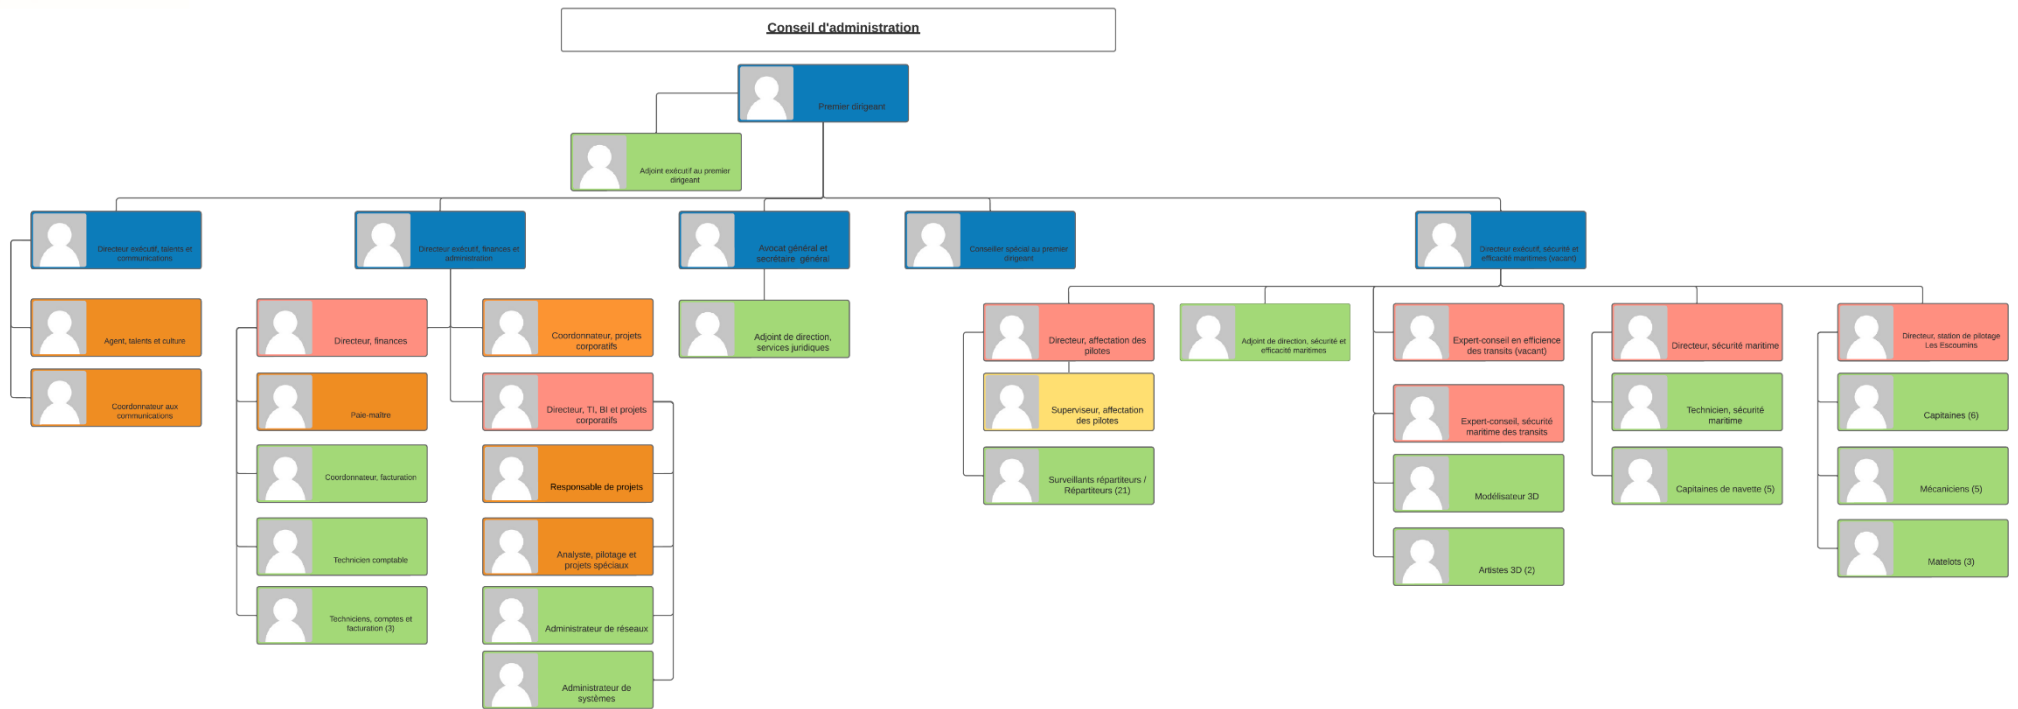 Conseil d'administration
Premier dirigeant
Adjoint exécutif au premier
dirigeant
Directeur exécutif, talents et
communications
Directeur exécutif, finances et
administration
Avocat général et
secrétaire  général
Conseiller spécial au premier
dirigeant
Directeur exécutif, sécurité et
efficacité maritimes (vacant)
Agent, talents et culture
Coordonnateur aux
communications
Directeur, finances
Paie-maître
Coordonnateur, facturation
Technicien comptable
Techniciens, comptes et
facturation (3)
Coordonnateur, projets
corporatifs
Directeur, TI, BI et projets
corporatifs
Responsable de projets
Analyste, pilotage et
projets spéciaux
Administrateur de réseaux
Administrateur de
systèmes
Adjoint de direction,
services juridiques
Directeur, affectation des
pilotes
Superviseur, affectation
des pilotes
Surveillants répartiteurs /
Répartiteurs (21)
Adjoint de direction, sécurité et
efficacité maritimes
Expert-conseil en efficience
des transits (vacant)
Expert-conseil, sécurité
maritime des transits
Modélisateur 3D
Artistes 3D (2)
Directeur, sécurité maritime
Technicien, sécurité
maritime
Capitaines de navette (5)
Directeur, station de pilotage
Les Escoumins
Capitaines (6)
Mécaniciens (5)
Matelots (3)